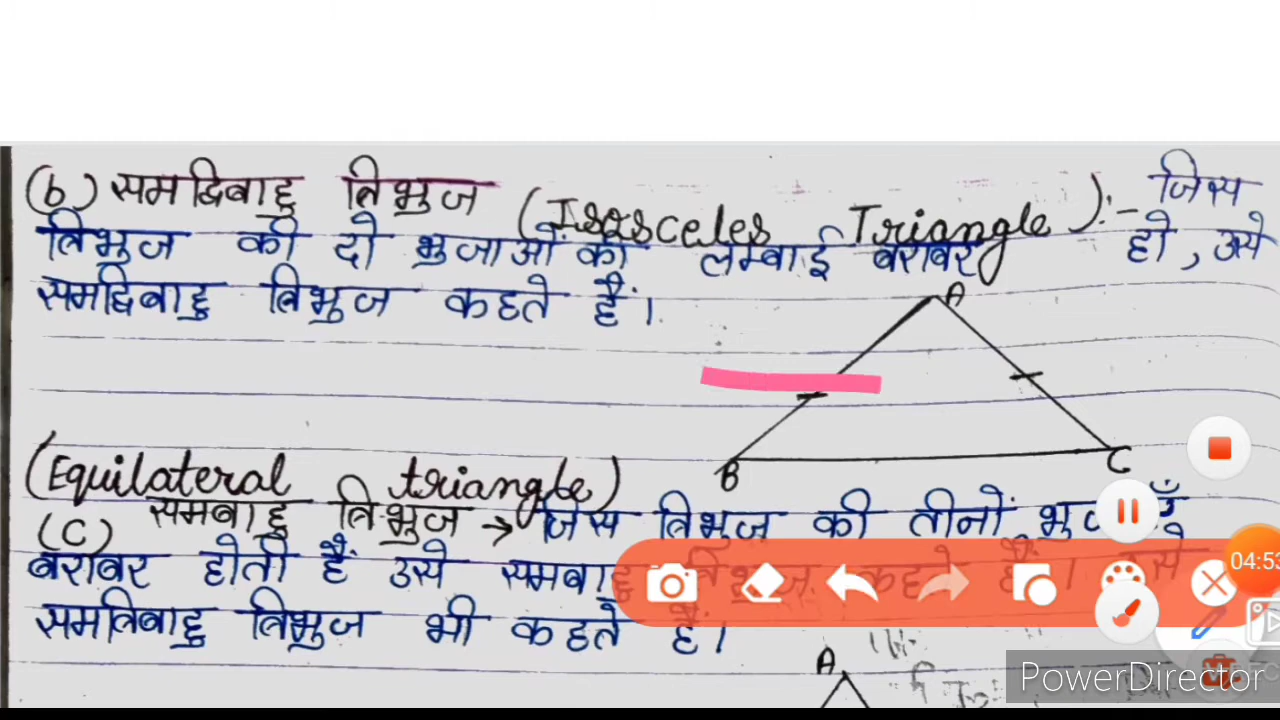 (b) समद्विबाहु त्रिभुज (Isosceles Triangle):- जिस
त्रिभुज की दो भुजाओं की लम्बाई बराबर हो, उसे
समद्विबाहु त्रिभुज कहते हैं।
A
B
C
(Equilateral triangle)
(C) समबाहु त्रिभुज → जिस त्रिभुज की तीनों
बराबर होती हैं उसे समबाहु त्रिभुज कहते हैं। उसे
समत्रिबाहु त्रिभुज भी कहते हैं।
A
04:53
PowerDirector